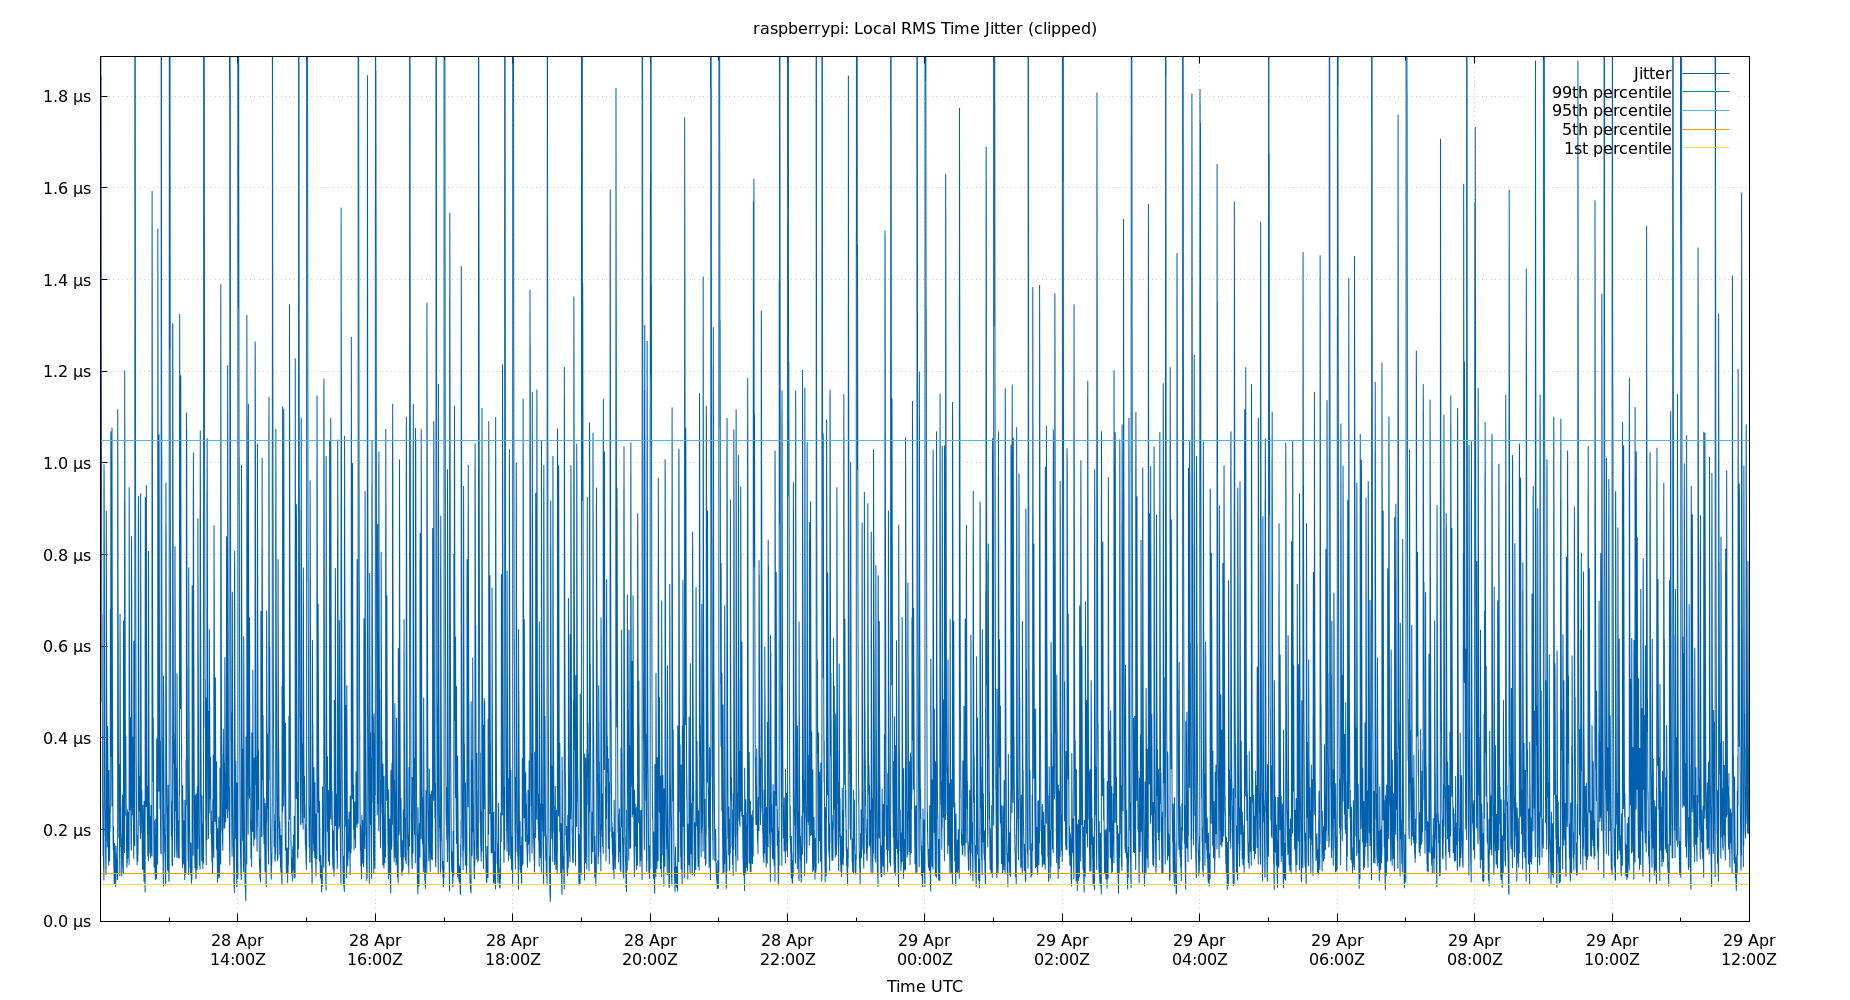 raspberrypi: Local RMS Time Jitter (clipped)
Jitter
99th percentile
95th percentile
5th percentile
1st percentile
1.8 µs
1.6 µs
1.4 µs
1.2 µs
1.0 µs
0.8 µs
0.6 µs
0.4 µs
0.2 µs
0.0 µs
28 Apr 28 Apr 28 Apr 28 Apr 28 Apr 29 Apr 29 Apr 29 Apr 29 Apr 29 Apr 29 Apr 29 Apr
14:00Z 16:00Z 18:00Z 20:00Z 22:00Z 00:00Z 02:00Z 04:00Z 06:00Z 08:00Z 10:00Z 12:00Z
Time UTC